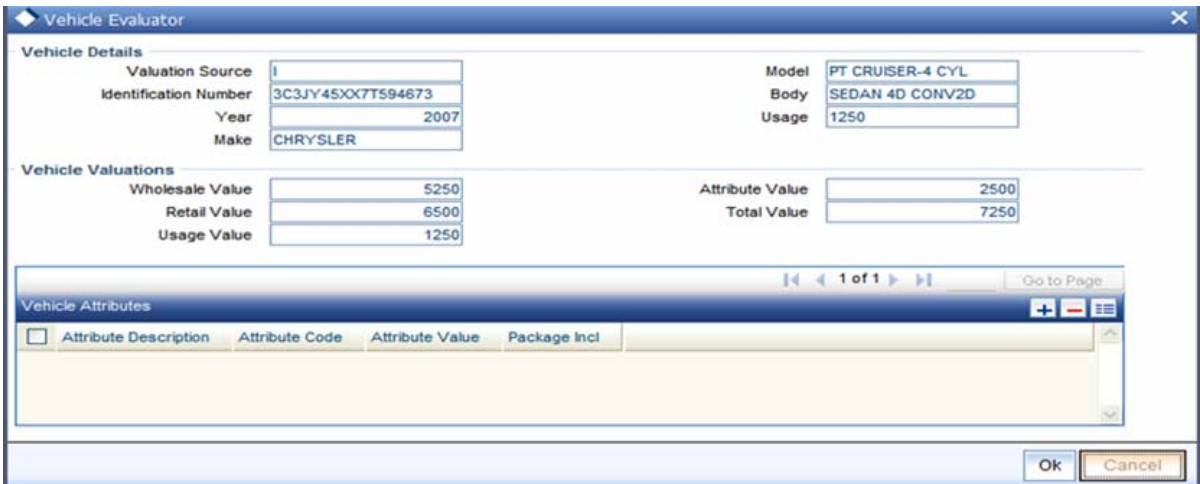 Vehicle Evaluator
Vehicle Details
Valuation Source I
Identification Number 3C3JY45XX7T594673
Year 2007
Make CHRYSLER
Model PT CRUISER-4 CYL
Body SEDAN 4D CONV2D
Usage 1250
Vehicle Valuations
Wholesale Value 5250
Retail Value 6500
Usage Value 1250
Attribute Value 2500
Total Value 7250
1 of 1 Go to Page
Vehicle Attributes
Attribute Description Attribute Code Attribute Value Package Incl
Ok Cancel